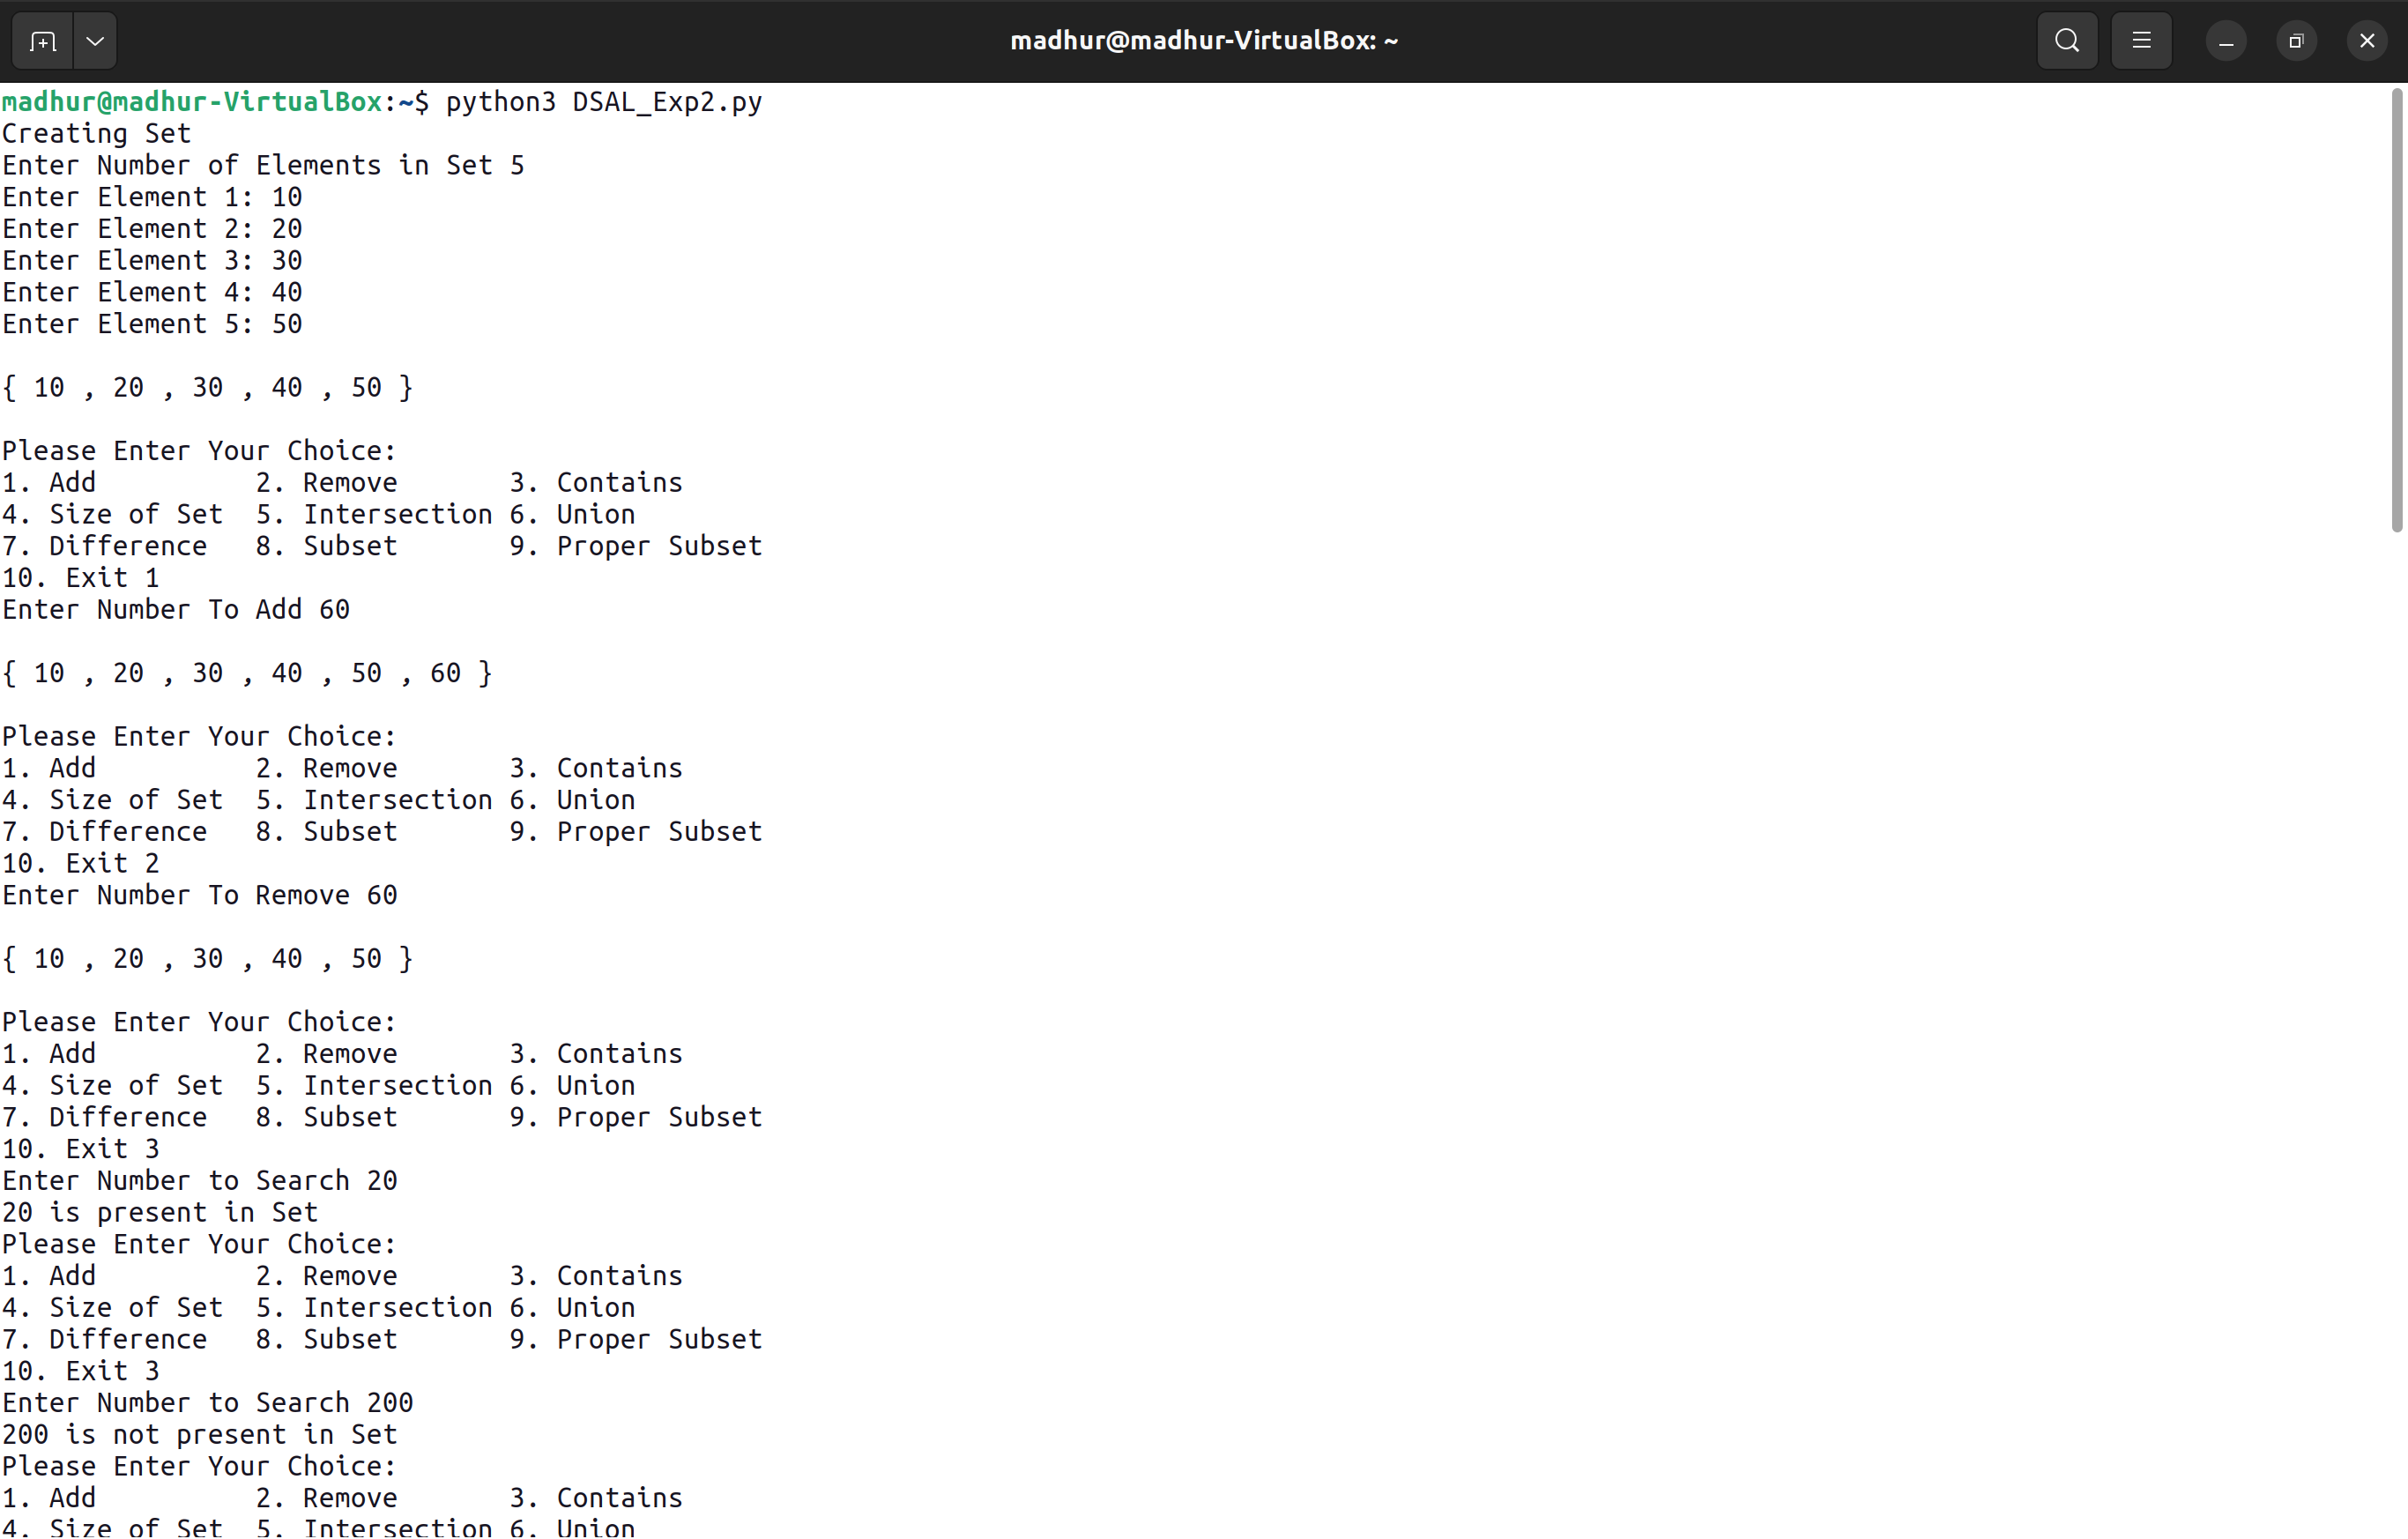 madhur@madhur-VirtualBox: ~
madhur@madhur-VirtualBox:~$ python3 DSAL_Exp2.py
Creating Set
Enter Number of Elements in Set 5
Enter Element 1: 10
Enter Element 2: 20
Enter Element 3: 30
Enter Element 4: 40
Enter Element 5: 50

{ 10 , 20 , 30 , 40 , 50 }

Please Enter Your Choice:
1. Add          2. Remove       3. Contains
4. Size of Set  5. Intersection 6. Union
7. Difference   8. Subset       9. Proper Subset
10. Exit 1
Enter Number To Add 60

{ 10 , 20 , 30 , 40 , 50 , 60 }

Please Enter Your Choice:
1. Add          2. Remove       3. Contains
4. Size of Set  5. Intersection 6. Union
7. Difference   8. Subset       9. Proper Subset
10. Exit 2
Enter Number To Remove 60

{ 10 , 20 , 30 , 40 , 50 }

Please Enter Your Choice:
1. Add          2. Remove       3. Contains
4. Size of Set  5. Intersection 6. Union
7. Difference   8. Subset       9. Proper Subset
10. Exit 3
Enter Number to Search 20
20 is present in Set
Please Enter Your Choice:
1. Add          2. Remove       3. Contains
4. Size of Set  5. Intersection 6. Union
7. Difference   8. Subset       9. Proper Subset
10. Exit 3
Enter Number to Search 200
200 is not present in Set
Please Enter Your Choice:
1. Add          2. Remove       3. Contains
4. Size of Set  5. Intersection 6. Union